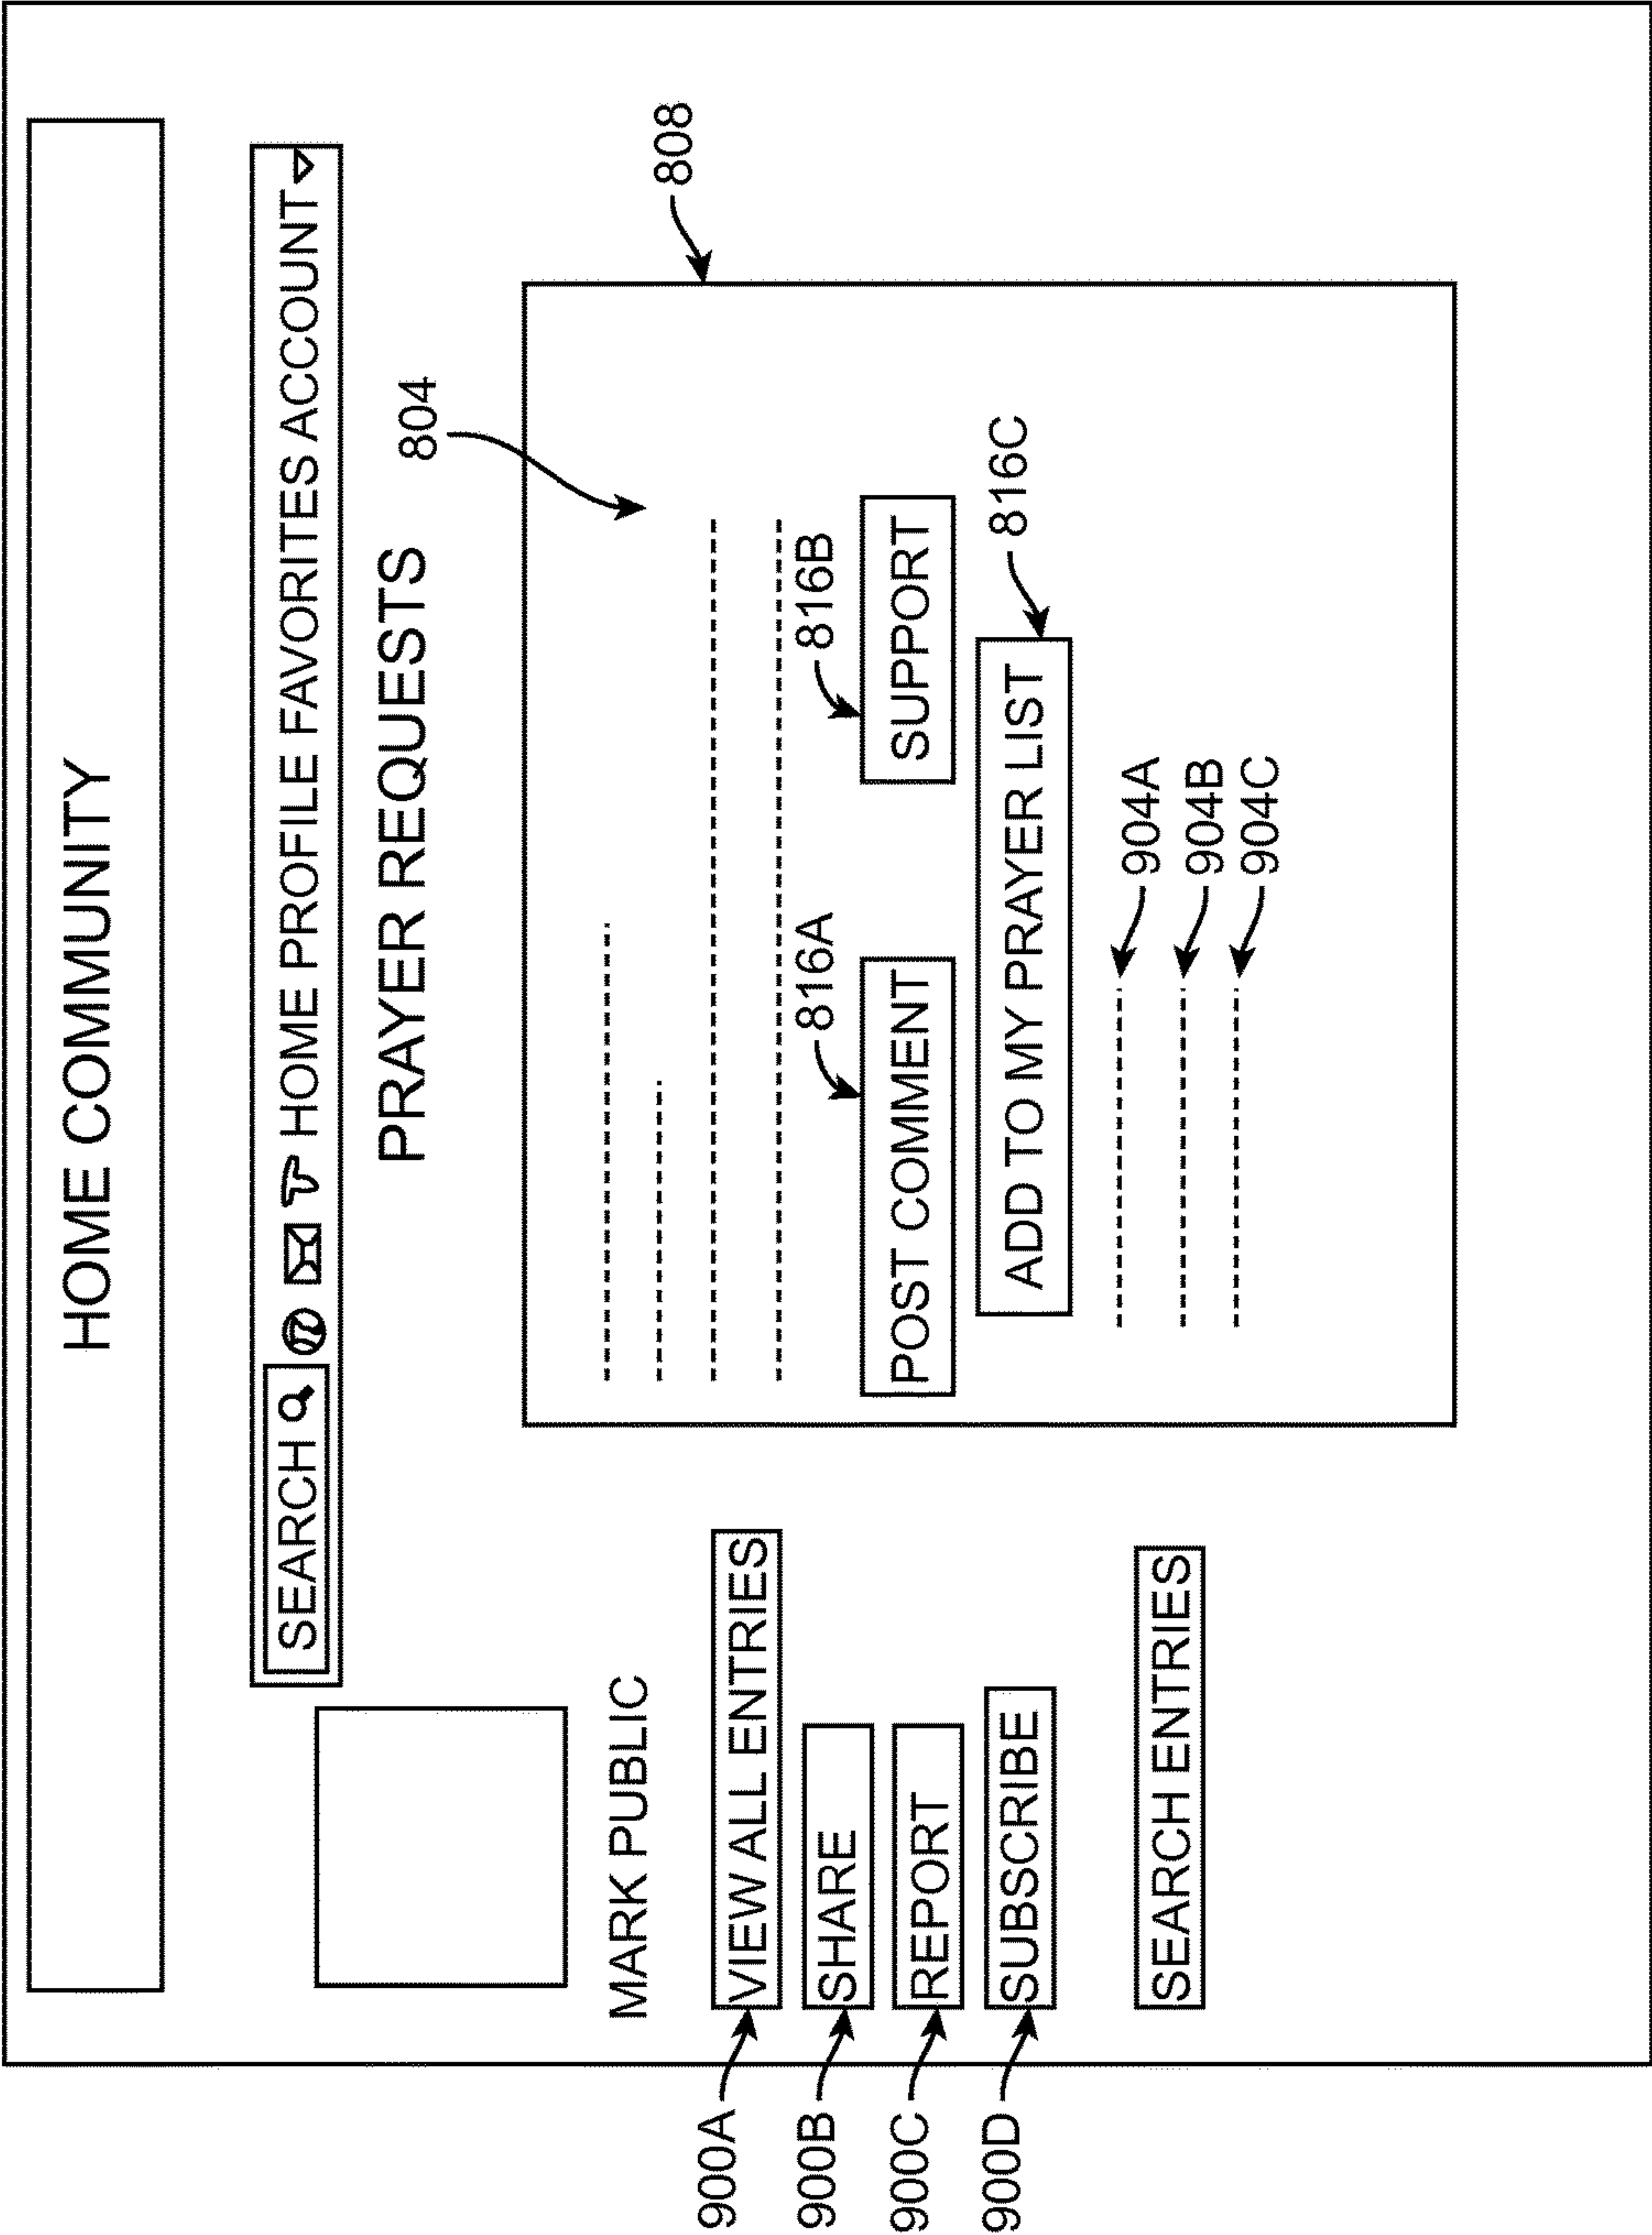 HOME COMMUNITY
SEARCH HOME PROFILE FAVORITES ACCOUNT
PRAYER REQUESTS
804
808
MARK PUBLIC
900A VIEW ALL ENTRIES
900B SHARE
900C REPORT
900D SUBSCRIBE
SEARCH ENTRIES
816A 816B
POST COMMENT SUPPORT
ADD TO MY PRAYER LIST 816C
904A
904B
904C